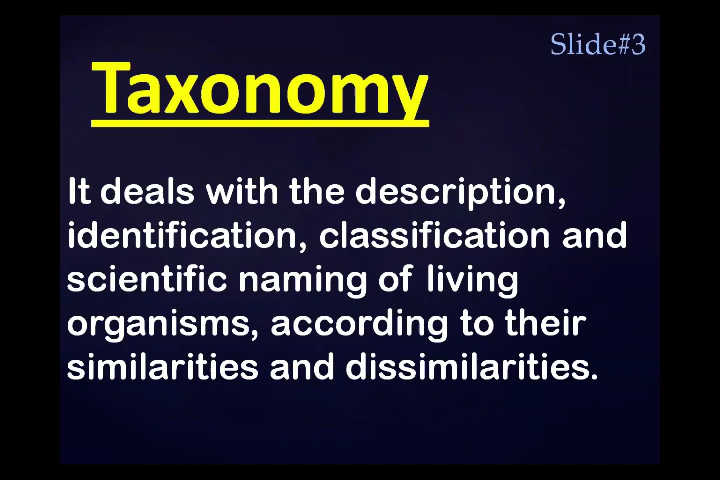 Slide#3
Taxonomy
It deals with the description,
identification, classification and
scientific naming of living
organisms, according to their
similarities and dissimilarities.